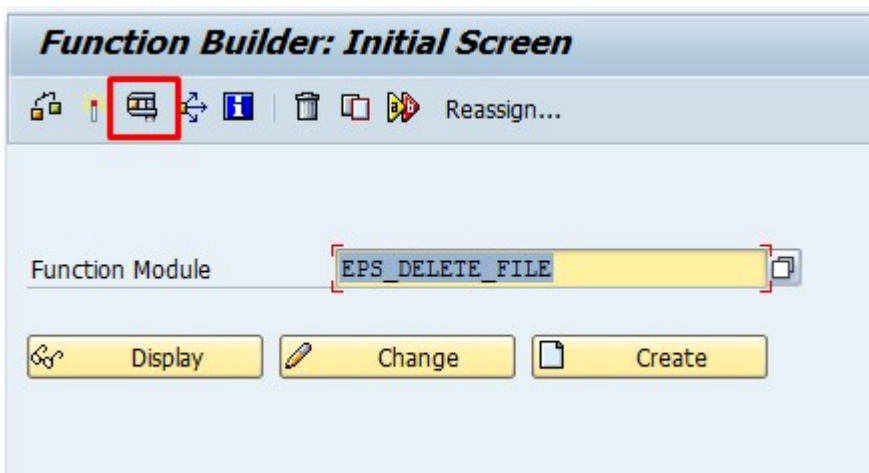 Function Builder: Initial Screen
Reassign...
Function Module EPS_DELETE_FILE
Display Change Create